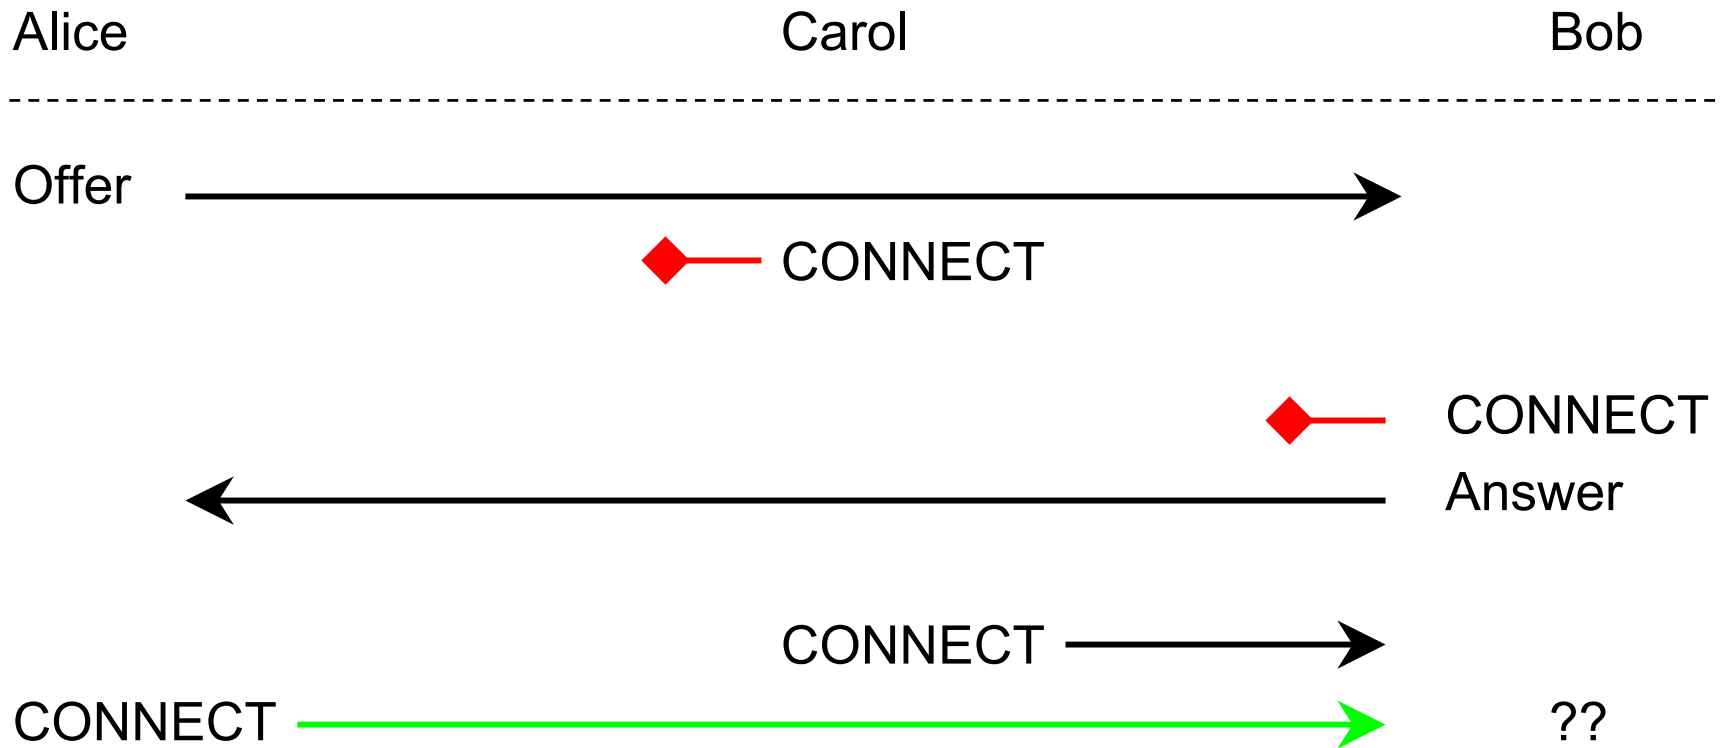 Alice Carol Bob
Offer
CONNECT
CONNECT
Answer
CONNECT
CONNECT ??